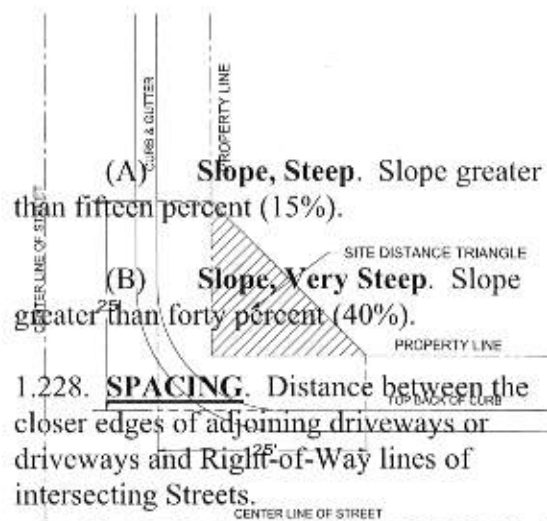 CURB & GUTTER
PROPERTY LINE
CENTER LINE OF STREET
(A) Slope, Steep. Slope greater
than fifteen percent (15%).
SITE DISTANCE TRIANGLE
(B) Slope, Very Steep. Slope
greater than forty percent (40%).
25'
PROPERTY LINE
1.228. SPACING. Distance between the
TOP BACK OF CURB
closer edges of adjoining driveways or
driveways and Right-of-Way lines of
25'
intersecting Streets.
CENTER LINE OF STREET